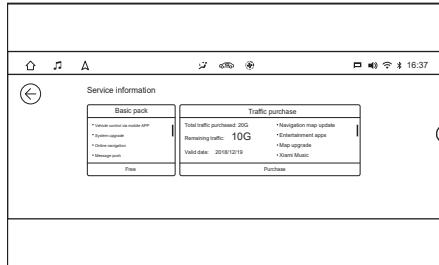 16:37
Service information
Basic pack
• Vehicle control via mobile APP
• System upgrade
• Online navigation
• Message push
Free
Traffic purchase
Total traffic purchased: 20G
Remaining traffic: 10G
Valid date: 2018/12/19
• Navigation map update
• Entertainment apps
• Map upgrade
• Xiami Music
Purchase